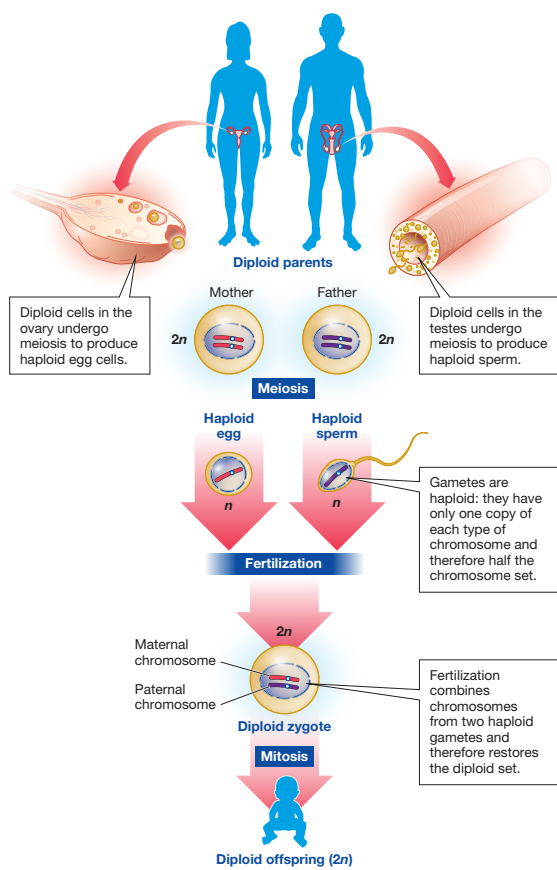 Diploid parents
Diploid cells in the
ovary undergo
meiosis to produce
haploid egg cells.
Mother
Father
Diploid cells in the
testes undergo
meiosis to produce
haploid sperm.
2n
2n
Meiosis
Haploid
egg
Haploid
sperm
n
n
Gametes are
haploid: they have
only one copy of
each type of
chromosome and
therefore half the
chromosome set.
Fertilization
2n
Maternal
chromosome
Paternal
chromosome
Diploid zygote
Fertilization
combines
chromosomes
from two haploid
gametes and
therefore restores
the diploid set.
Mitosis
Diploid offspring (2n)